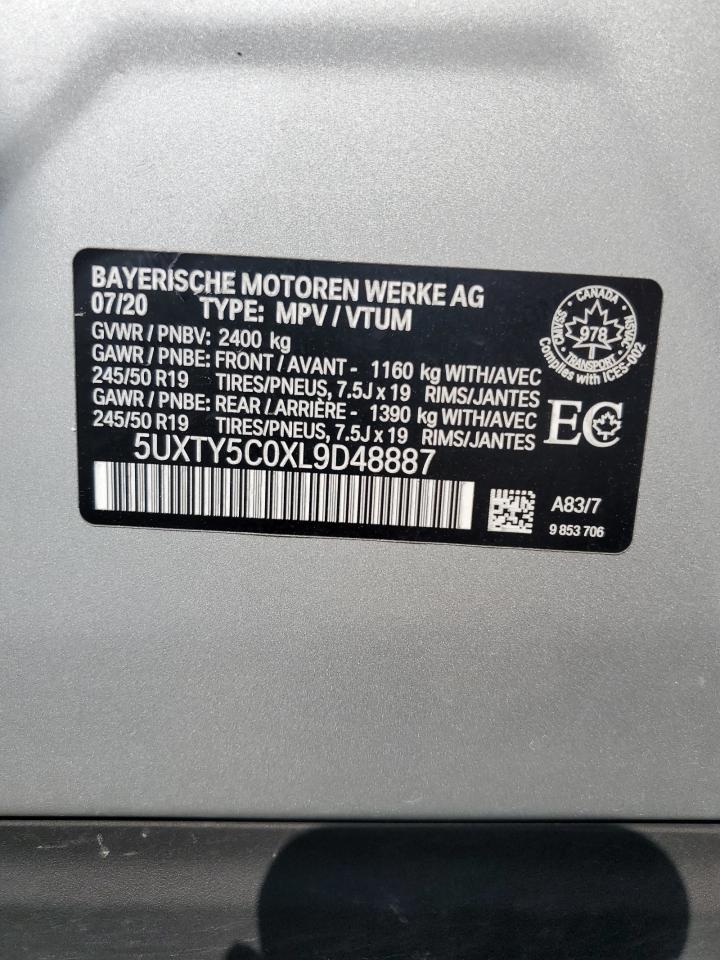 BAYERISCHE MOTOREN WERKE AG
07/20 TYPE: MPV / VTUM
GVWR / PNBV: 2400 kg
GAWR / PNBE: FRONT / AVANT - 1160 kg WITH/AVEC
245/50 R19 TIRES/PNEUS, 7.5J x 19 RIMS/JANTES
GAWR / PNBE: REAR / ARRIÈRE - 1390 kg WITH/AVEC
245/50 R19 TIRES/PNEUS, 7.5J x 19 RIMS/JANTES
5UXTY5C0XL9D48887
CANADA
978
TRANSPORT
Complies with ICES-002
EC
A83/7
9 853 706